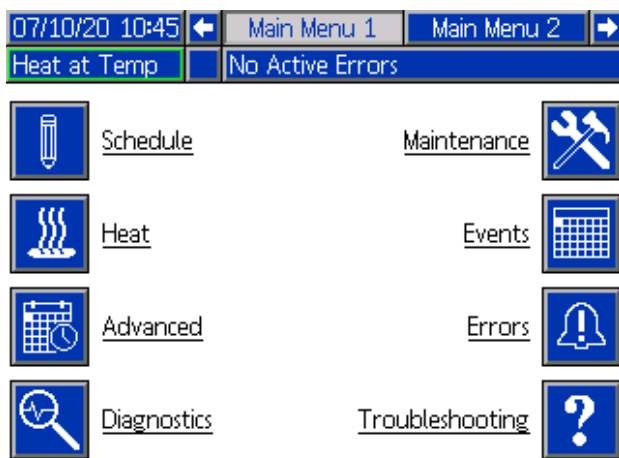 07/10/20 10:45 Main Menu 1 Main Menu 2
Heat at Temp No Active Errors
Schedule Maintenance
Heat Events
Advanced Errors
Diagnostics Troubleshooting